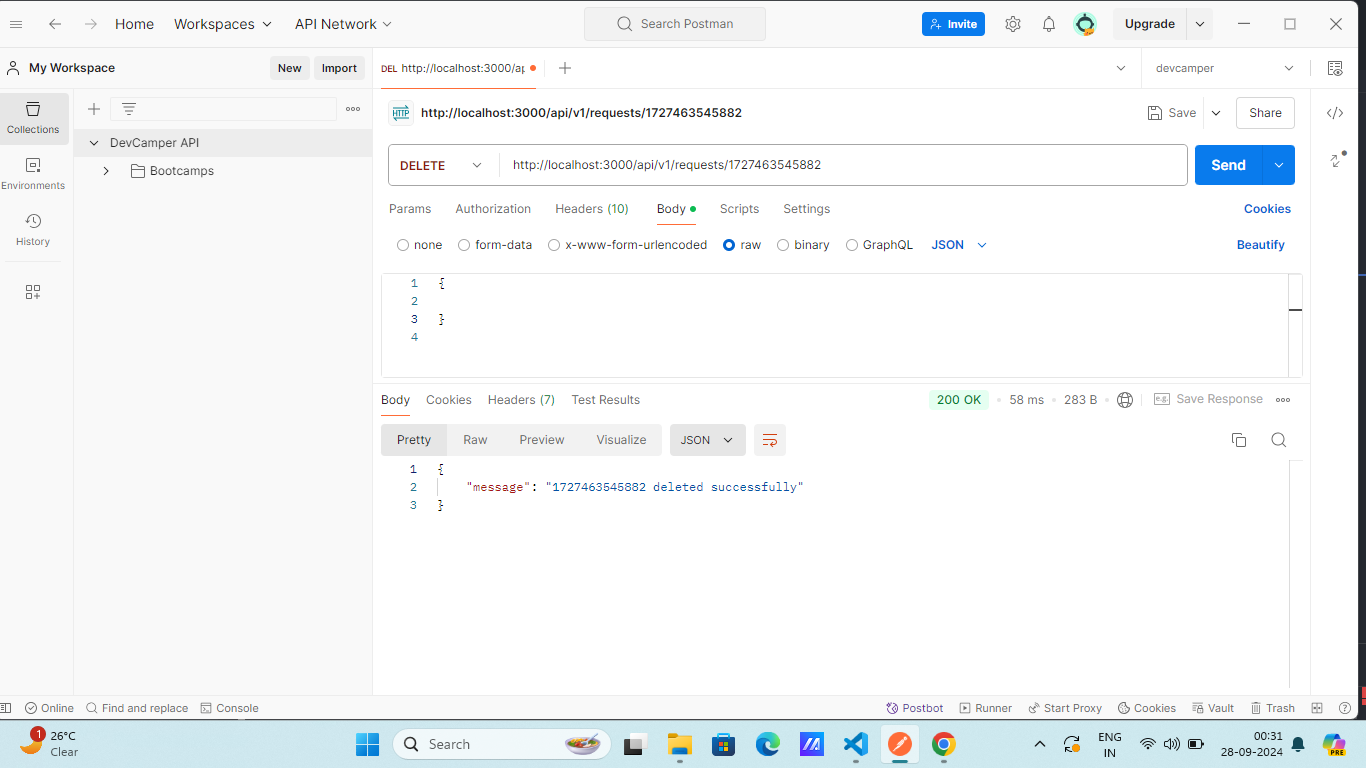 Home Workspaces API Network Search Postman Invite Upgrade
My Workspace New Import DEL http://localhost:3000/ap devcamper
Collections
Environments
History
DevCamper API
Bootcamps
HTTP http://localhost:3000/api/v1/requests/1727463545882 Save Share
DELETE http://localhost:3000/api/v1/requests/1727463545882 Send
Params Authorization Headers (10) Body Scripts Settings Cookies
none form-data x-www-form-urlencoded raw binary GraphQL JSON Beautify
1 {
2
3 }
4
Body Cookies Headers (7) Test Results 200 OK 58 ms 283 B e.g. Save Response
Pretty Raw Preview Visualize JSON
1 {
2 "message": "1727463545882 deleted successfully"
3 }
Online Find and replace Console Postbot Runner Start Proxy Cookies Vault Trash
1 26°C
Clear
Search
ENG
IN
00:31
28-09-2024
PRE